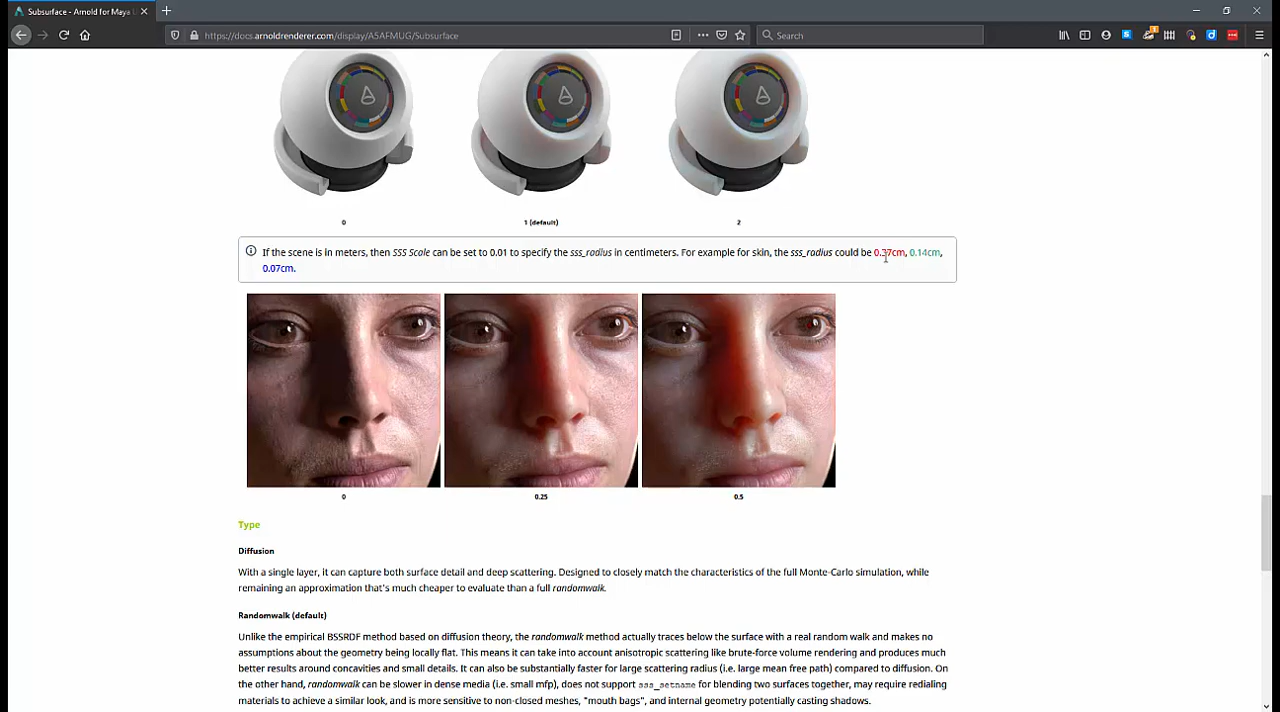 Subsurface - Arnold for Maya U
https://docs.arnoldrenderer.com/display/A5AFMUG/Subsurface
Search
0
1 (default)
2
If the scene is in meters, then SSS Scale can be set to 0.01 to specify the sss_radius in centimeters. For example for skin, the sss_radius could be 0.37cm, 0.14cm,
0.07cm.
0
0.25
0.5
Type
Diffusion
With a single layer, it can capture both surface detail and deep scattering. Designed to closely match the characteristics of the full Monte-Carlo simulation, while
remaining an approximation that's much cheaper to evaluate than a full randomwalk.
Randomwalk (default)
Unlike the empirical BSSRDF method based on diffusion theory, the randomwalk method actually traces below the surface with a real random walk and makes no
assumptions about the geometry being locally flat. This means it can take into account anisotropic scattering like brute-force volume rendering and produces much
better results around concavities and small details. It can also be substantially faster for large scattering radius (i.e. large mean free path) compared to diffusion. On
the other hand, randomwalk can be slower in dense media (i.e. small mfp), does not support sss_setname for blending two surfaces together, may require redialing
materials to achieve a similar look, and is more sensitive to non-closed meshes, "mouth bags", and internal geometry potentially casting shadows.